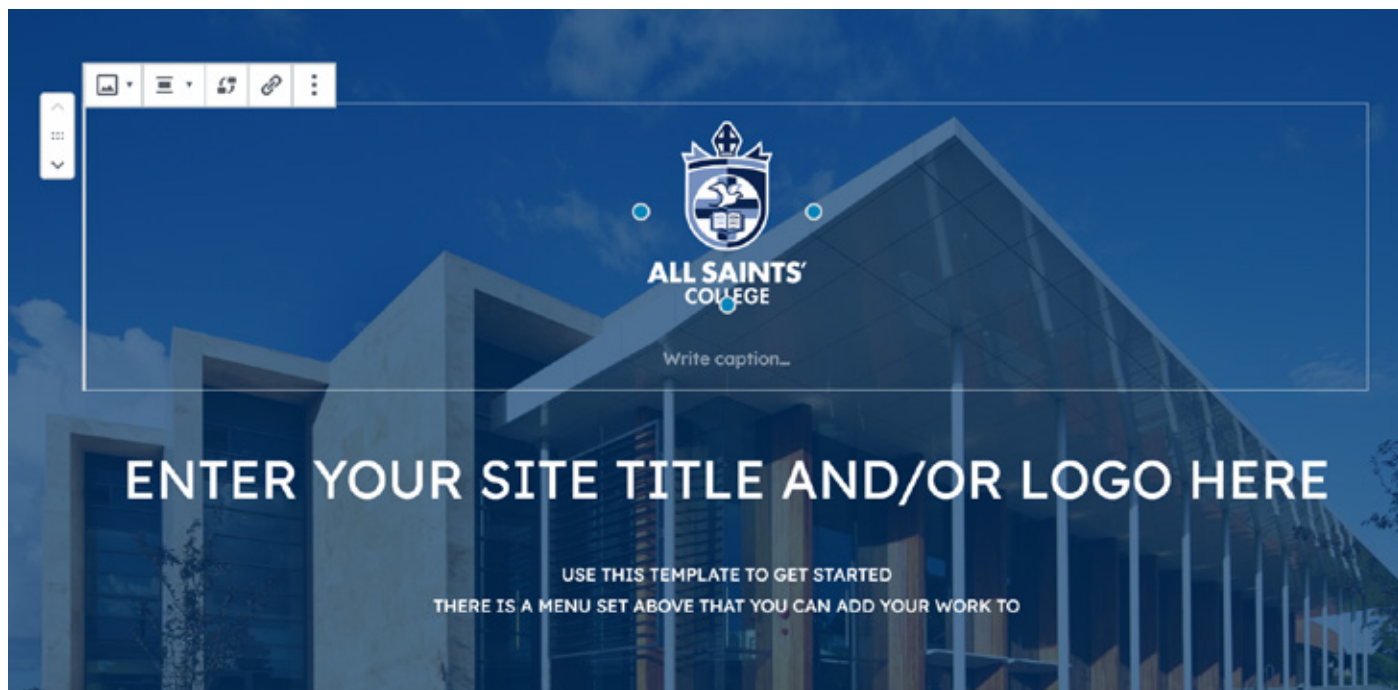 ALL SAINTS'
COLLEGE
Write caption...
ENTER YOUR SITE TITLE AND/OR LOGO HERE
USE THIS TEMPLATE TO GET STARTED
THERE IS A MENU SET ABOVE THAT YOU CAN ADD YOUR WORK TO